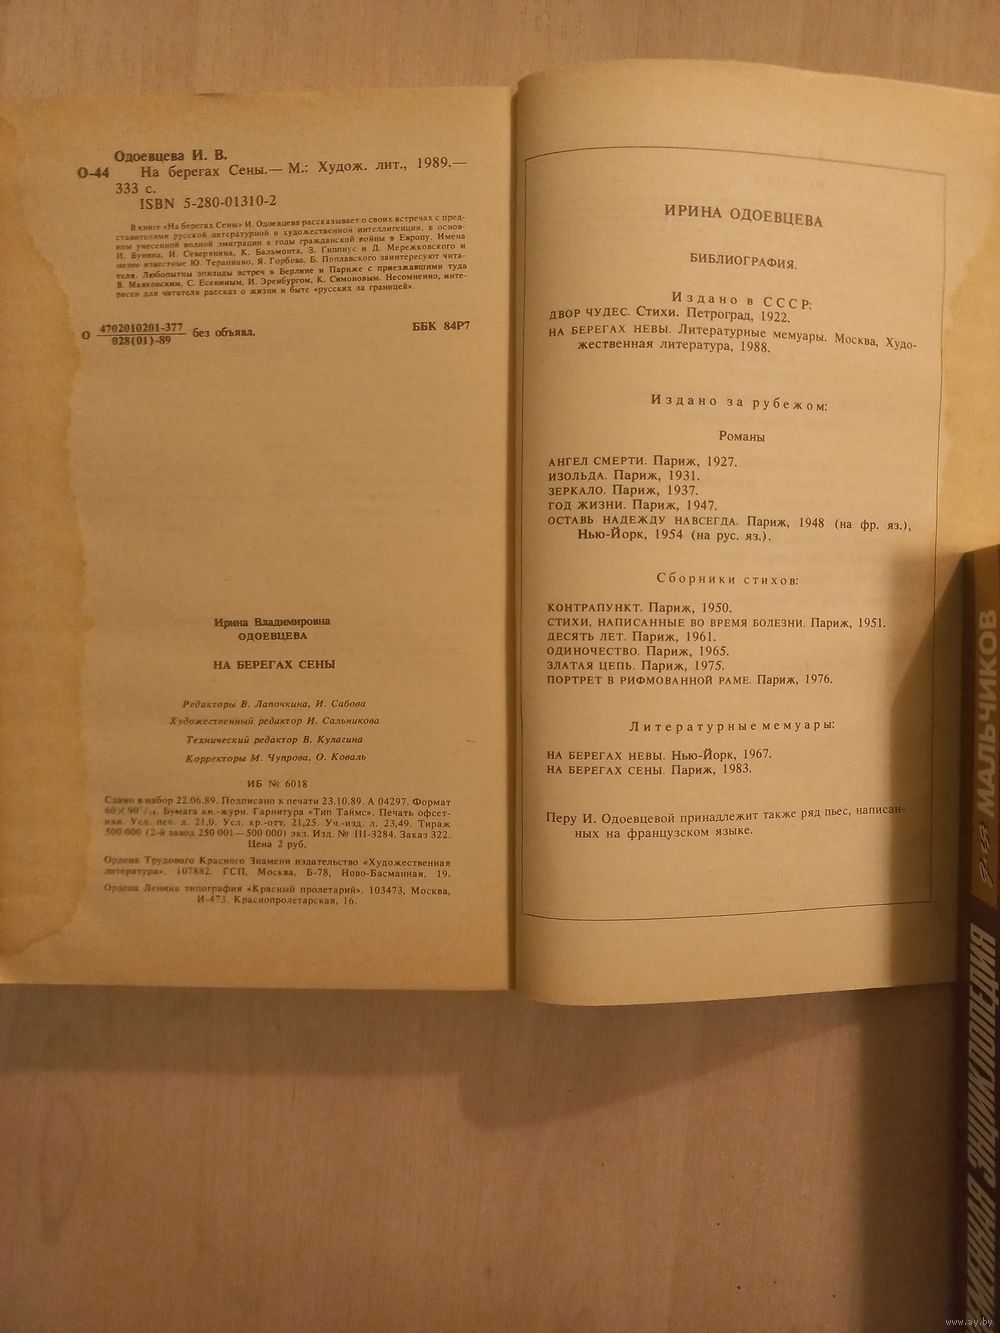 Одоевцева И. В.
О-44 На берегах Сены.— М.: Худож. лит., 1989.—
333 с.
ISBN 5-280-01310-2
В книге «На берегах Сены» И. Одоевцева рассказывает о своих встречах с пред-
ставителями русской литературной и художественной интеллигенции, в основ-
ном унесенной волной эмиграции в годы гражданской войны в Европу. Имена
И. Бунина, И. Северянина, К. Бальмонта, З. Гиппиус и Д. Мережковского и
менее известные Ю. Терапиано, Я. Горбова, Б. Поплавского заинтересуют чита-
теля. Любопытны эпизоды встреч в Берлине и Париже с приезжавшими туда
В. Маяковским, С. Есениным, И. Эренбургом, К. Симоновым. Несомненно, инте-
ресен для читателя рассказ о жизни и быте «русских за границей».
О 4702010201-377 без объявл. ББК 84Р7
028(01)-89
Ирина Владимировна
ОДОЕВЦЕВА
НА БЕРЕГАХ СЕНЫ
Редакторы В. Лапочкина, И. Сабова
Художественный редактор И. Сальникова
Технический редактор В. Кулагина
Корректоры М. Чупрова, О. Коваль
ИБ № 6018
Сдано в набор 22.06.89. Подписано к печати 23.10.89. А 04297. Формат
60×90¹/₁₆. Бумага кн.-журн. Гарнитура «Тип Таймс». Печать офсет-
ная. Усл. печ. л. 21,0. Усл. кр.-отт. 21,25. Уч.-изд. л. 23,49. Тираж
500 000 (2-й завод 250 001—500 000) экз. Изд. № III-3284. Заказ 322.
Цена 2 руб.
Ордена Трудового Красного Знамени издательство «Художественная
литература». 107882, ГСП, Москва, Б-78, Ново-Басманная, 19.
Ордена Ленина типография «Красный пролетарий». 103473, Москва,
И-473. Краснопролетарская, 16.
ИРИНА ОДОЕВЦЕВА
БИБЛИОГРАФИЯ.
Издано в СССР:
ДВОР ЧУДЕС. Стихи. Петроград, 1922.
НА БЕРЕГАХ НЕВЫ. Литературные мемуары. Москва, Худо-
жественная литература, 1988.
Издано за рубежом:
Романы
АНГЕЛ СМЕРТИ. Париж, 1927.
ИЗОЛЬДА. Париж, 1931.
ЗЕРКАЛО. Париж, 1937.
ГОД ЖИЗНИ. Париж, 1947.
ОСТАВЬ НАДЕЖДУ НАВСЕГДА. Париж, 1948 (на фр. яз.),
Нью-Йорк, 1954 (на рус. яз.).
Сборники стихов:
КОНТРАПУНКТ. Париж, 1950.
СТИХИ, НАПИСАННЫЕ ВО ВРЕМЯ БОЛЕЗНИ. Париж, 1951.
ДЕСЯТЬ ЛЕТ. Париж, 1961.
ОДИНОЧЕСТВО. Париж, 1965.
ЗЛАТАЯ ЦЕПЬ. Париж, 1975.
ПОРТРЕТ В РИФМОВАННОЙ РАМЕ. Париж, 1976.
Литературные мемуары:
НА БЕРЕГАХ НЕВЫ. Нью-Йорк, 1967.
НА БЕРЕГАХ СЕНЫ. Париж, 1983.
Перу И. Одоевцевой принадлежит также ряд пьес, написан-
ных на французском языке.
МАЛЬЧИКОВ
ЭНЦИКЛОПЕДИЯ
www.ay.by